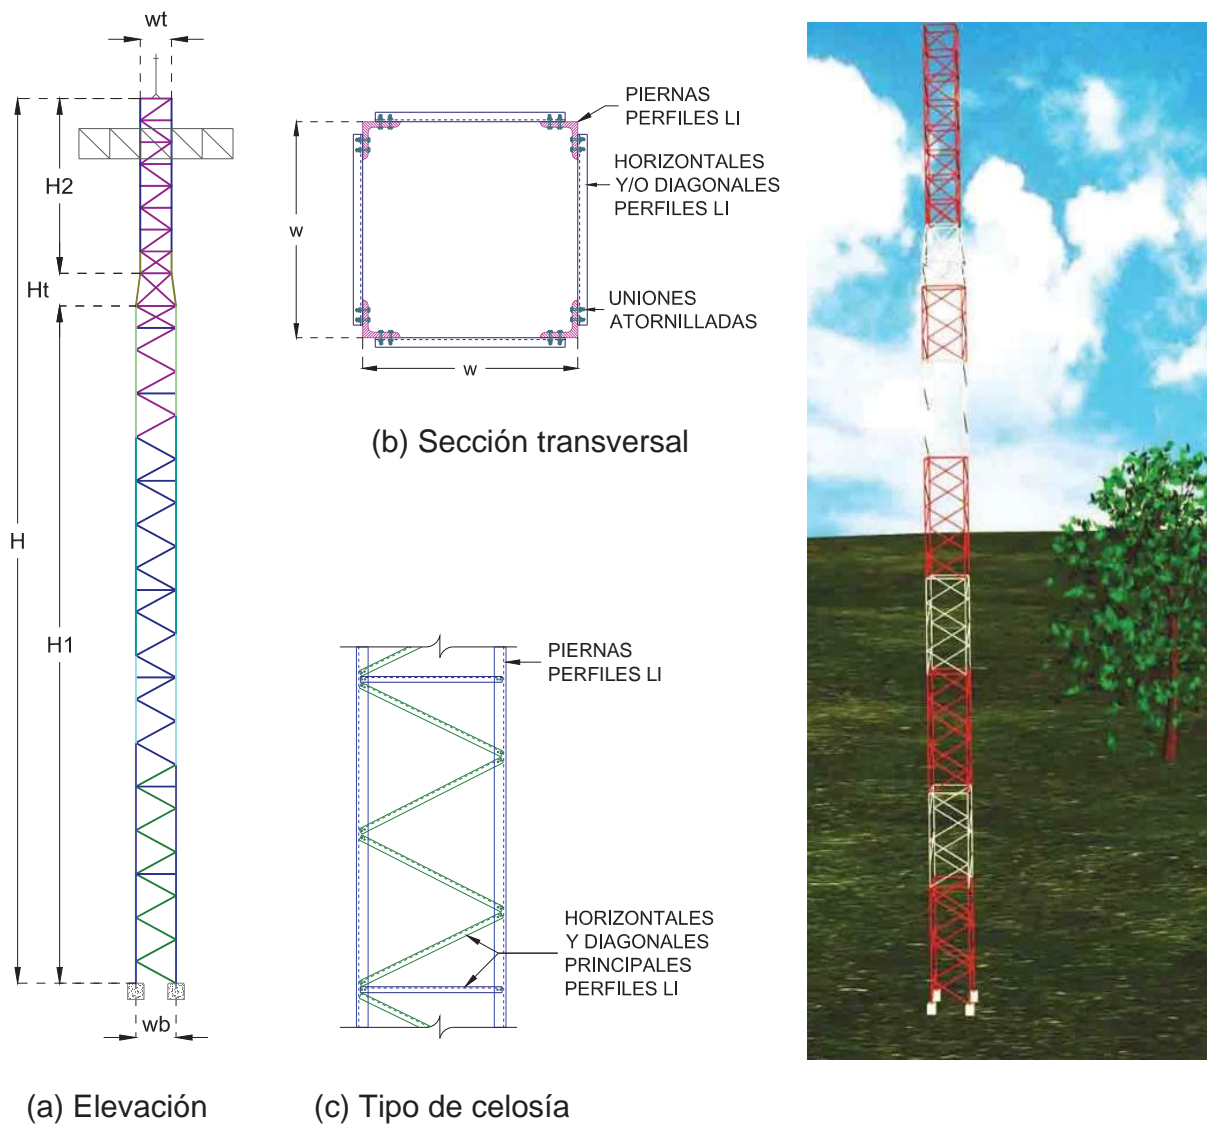 wt
H2
Ht
H
H1
wb
(a) Elevación
PIERNAS
PERFILES LI
HORIZONTALES
Y/O DIAGONALES
PERFILES LI
w
UNIONES
ATORNILLADAS
w
(b) Sección transversal
PIERNAS
PERFILES LI
HORIZONTALES
Y DIAGONALES
PRINCIPALES
PERFILES LI
(c) Tipo de celosía